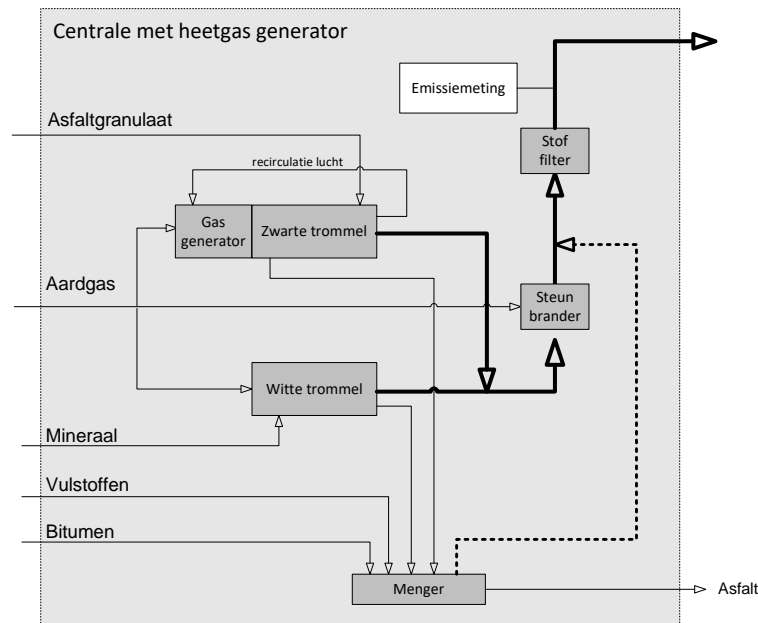 Centrale met heetgas generator
Emissiemeting
Asfaltgranulaat
Stof
filter
recirculatie lucht
Gas
generator
Zwarte trommel
Aardgas
Steun
brander
Witte trommel
Mineraal
Vulstoffen
Bitumen
Menger
Asfalt